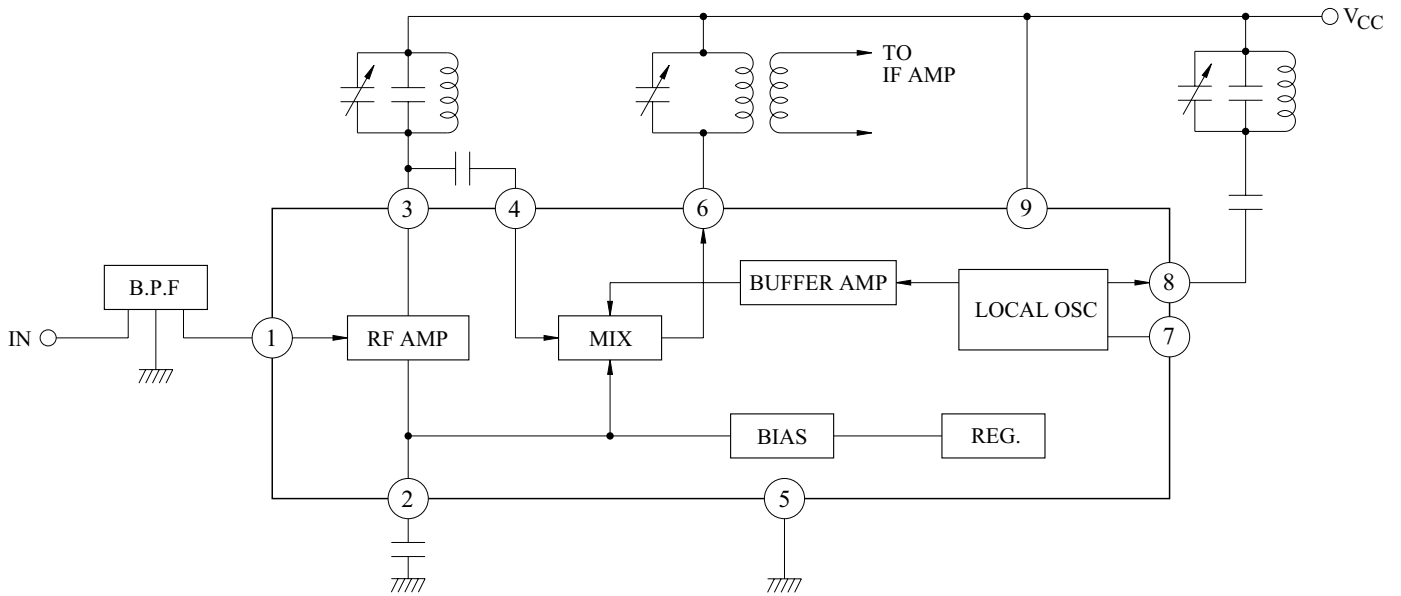 V_CC
TO
IF AMP
3
4
6
9
B.P.F
BUFFER AMP
8
LOCAL OSC
IN
1
RF AMP
MIX
7
BIAS
REG.
2
5